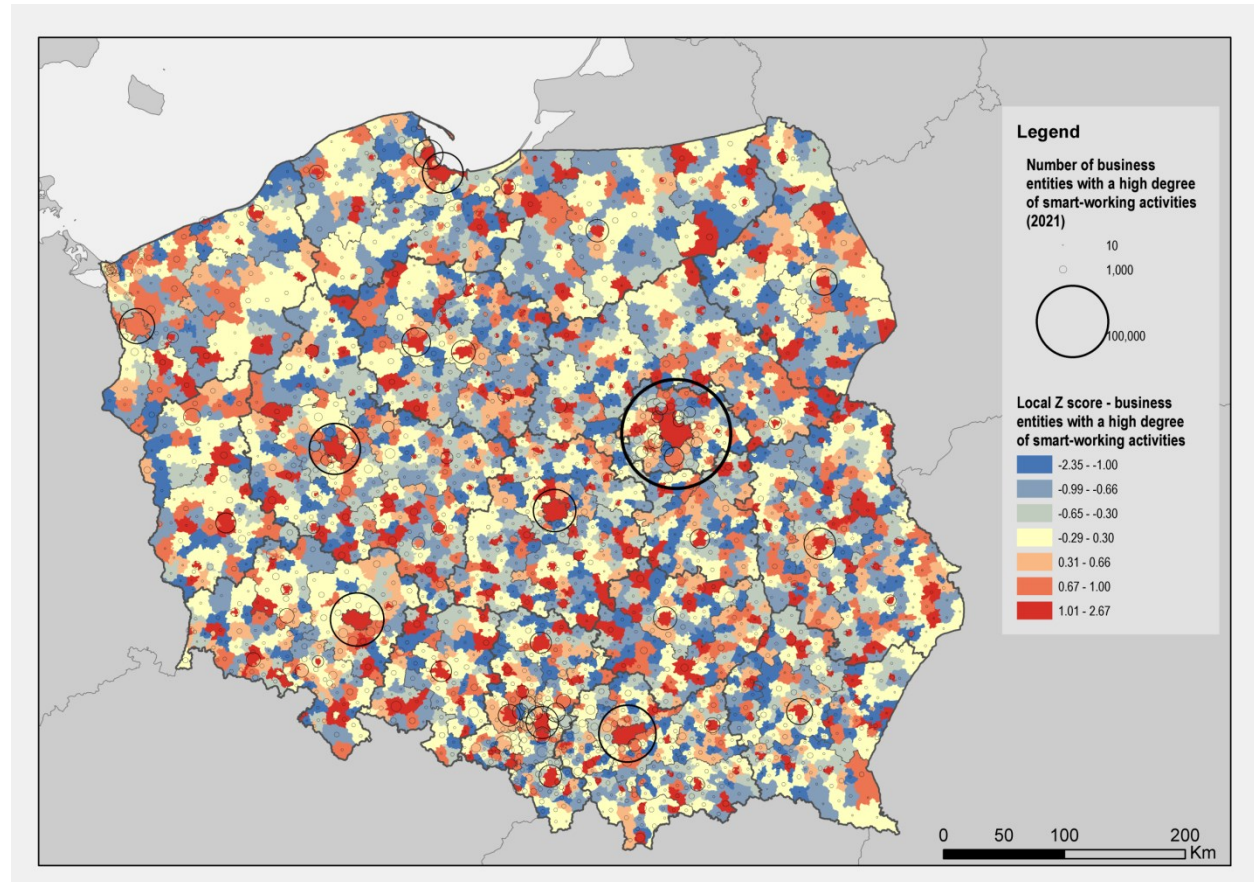 Legend
Number of business
entities with a high degree
of smart-working activities
(2021)
10
1,000
100,000
Local Z score - business
entities with a high degree
of smart-working activities
-2.35 - -1.00
-0.99 - -0.66
-0.65 - -0.30
-0.29 - 0.30
0.31 - 0.66
0.67 - 1.00
1.01 - 2.67
0 50 100 200
Km